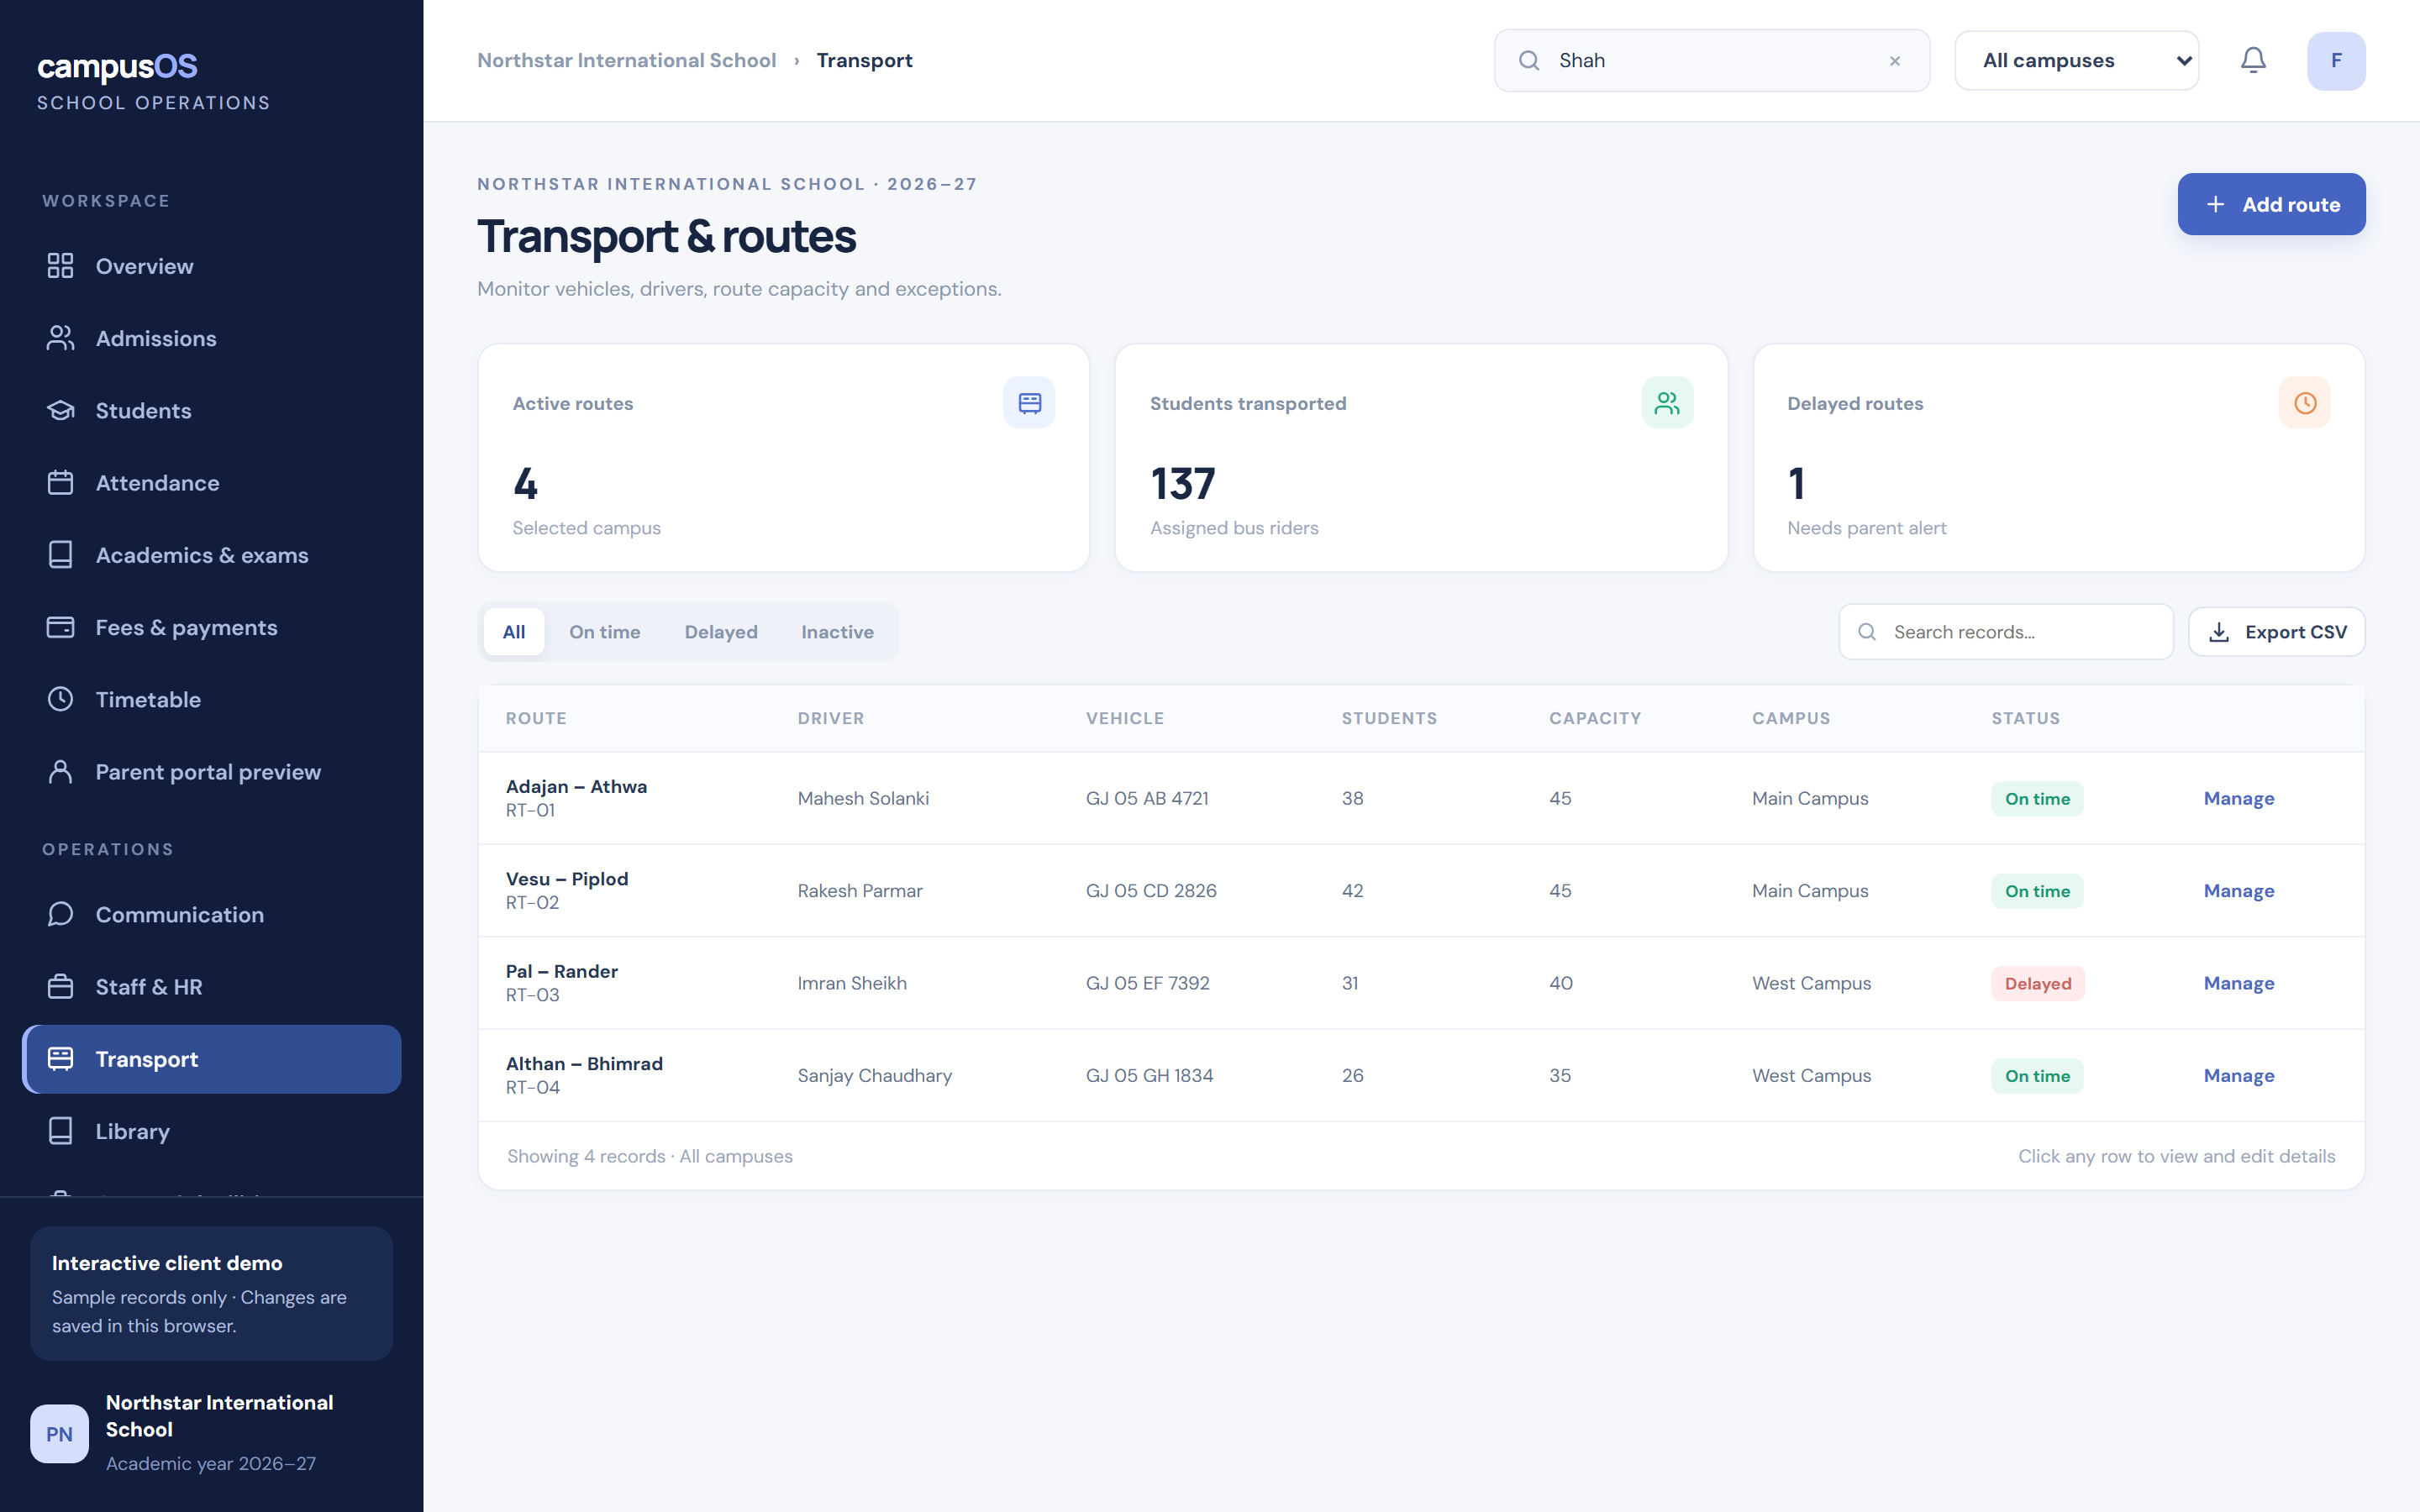 campusOS
SCHOOL OPERATIONS
WORKSPACE
Overview
Admissions
Students
Attendance
Academics & exams
Fees & payments
Timetable
Parent portal preview
OPERATIONS
Communication
Staff & HR
Transport
Library
Interactive client demo
Sample records only · Changes are
saved in this browser.
PN
Northstar International
School
Academic year 2026–27
Northstar International School › Transport
Shah ×
All campuses
F
NORTHSTAR INTERNATIONAL SCHOOL · 2026–27
Transport & routes
Monitor vehicles, drivers, route capacity and exceptions.
+ Add route
Active routes
4
Selected campus
Students transported
137
Assigned bus riders
Delayed routes
1
Needs parent alert
All On time Delayed Inactive
Search records...
Export CSV
ROUTE DRIVER VEHICLE STUDENTS CAPACITY CAMPUS STATUS
Adajan – Athwa
RT-01
Mahesh Solanki GJ 05 AB 4721 38 45 Main Campus On time Manage
Vesu – Piplod
RT-02
Rakesh Parmar GJ 05 CD 2826 42 45 Main Campus On time Manage
Pal – Rander
RT-03
Imran Sheikh GJ 05 EF 7392 31 40 West Campus Delayed Manage
Althan – Bhimrad
RT-04
Sanjay Chaudhary GJ 05 GH 1834 26 35 West Campus On time Manage
Showing 4 records · All campuses
Click any row to view and edit details